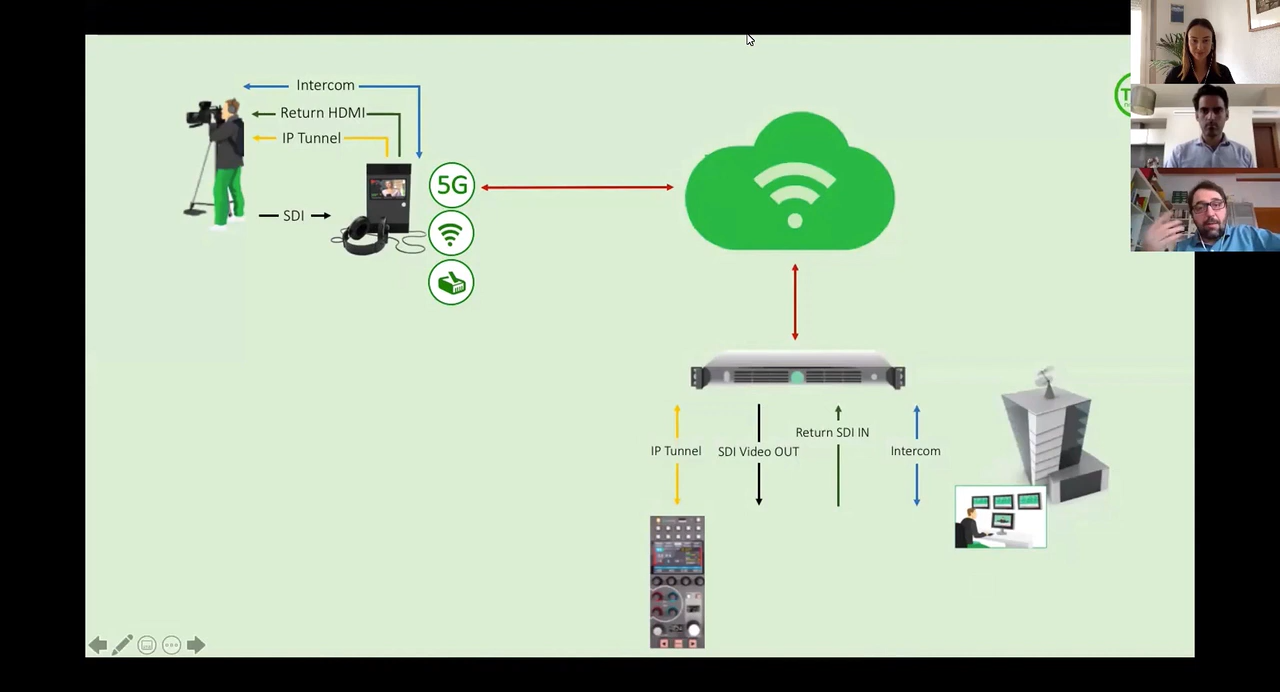 Intercom
Return HDMI
IP Tunnel
SDI
5G
IP Tunnel
SDI Video OUT
Return SDI IN
Intercom